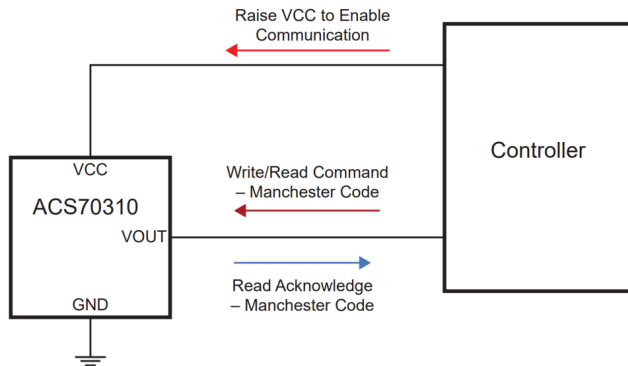 Raise VCC to Enable
Communication
Controller
VCC
ACS70310
Write/Read Command
– Manchester Code
VOUT
Read Acknowledge
– Manchester Code
GND